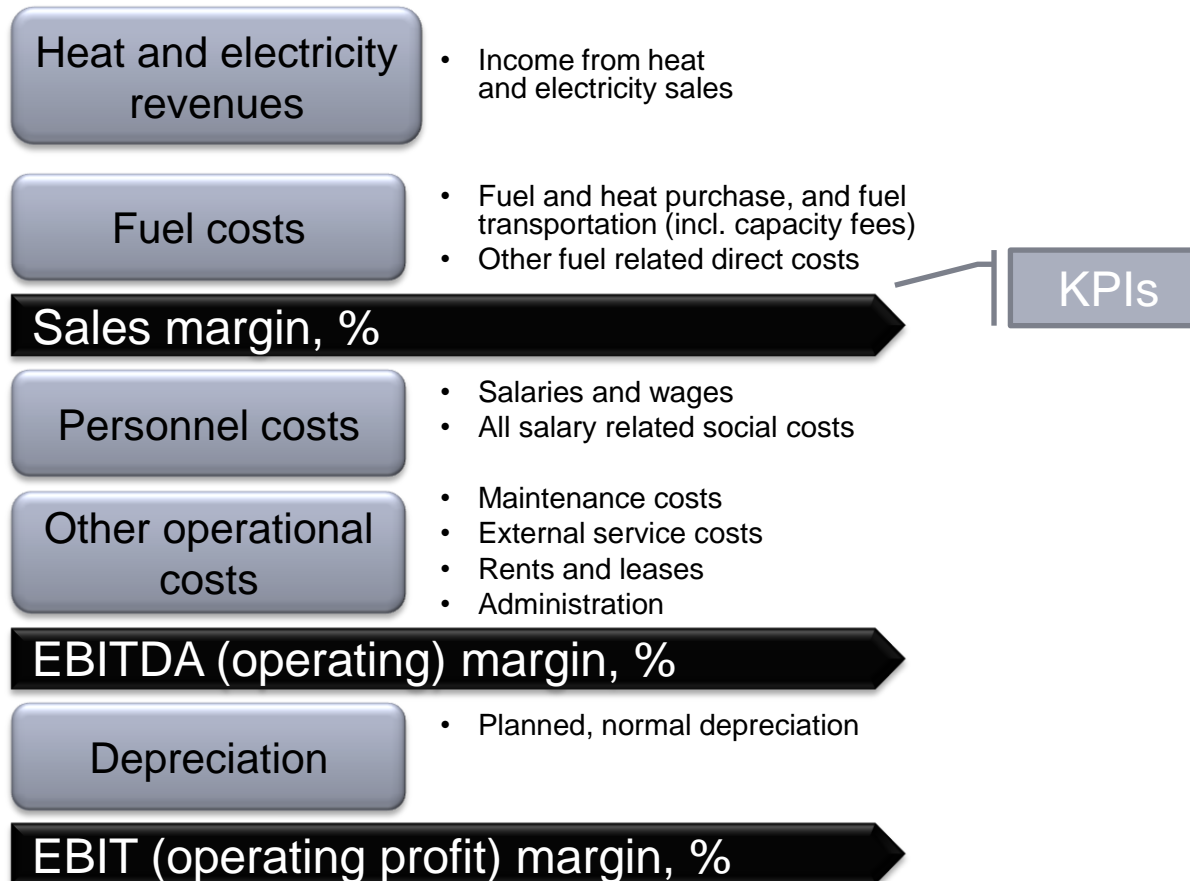 Heat and electricity
revenues
• Income from heat
and electricity sales
Fuel costs
• Fuel and heat purchase, and fuel
transportation (incl. capacity fees)
• Other fuel related direct costs
KPIs
Sales margin, %
Personnel costs
• Salaries and wages
• All salary related social costs
Other operational
costs
• Maintenance costs
• External service costs
• Rents and leases
• Administration
EBITDA (operating) margin, %
Depreciation
• Planned, normal depreciation
EBIT (operating profit) margin, %